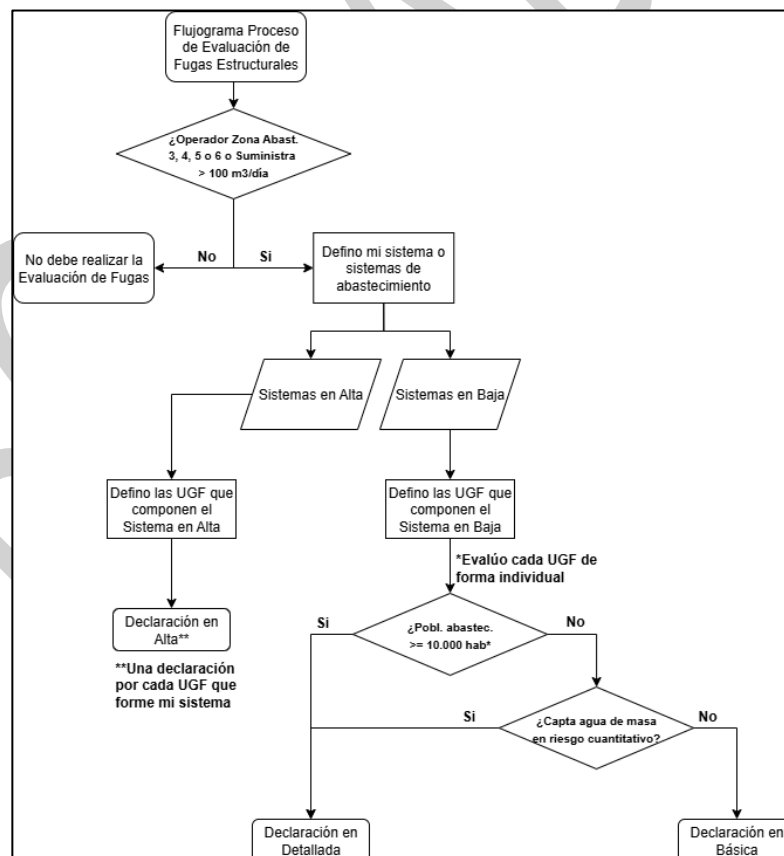 Flujograma Proceso
de Evaluación de
Fugas Estructurales
¿Operador Zona Abast.
3, 4, 5 o 6 o Suministra
> 100 m3/día
No debe realizar la
Evaluación de Fugas
No
Si
Defino mi sistema o
sistemas de
abastecimiento
Sistemas en Alta
Sistemas en Baja
Defino las UGF que
componen el
Sistema en Alta
Defino las UGF que
componen el
Sistema en Baja
*Evalúo cada UGF de
forma individual
Declaración en
Alta**
**Una declaración
por cada UGF que
forme mi sistema
Si
¿Pobl. abastec.
>= 10.000 hab*
No
Si
¿Capta agua de masa
en riesgo cuantitativo?
No
Declaración en
Detallada
Declaración en
Básica